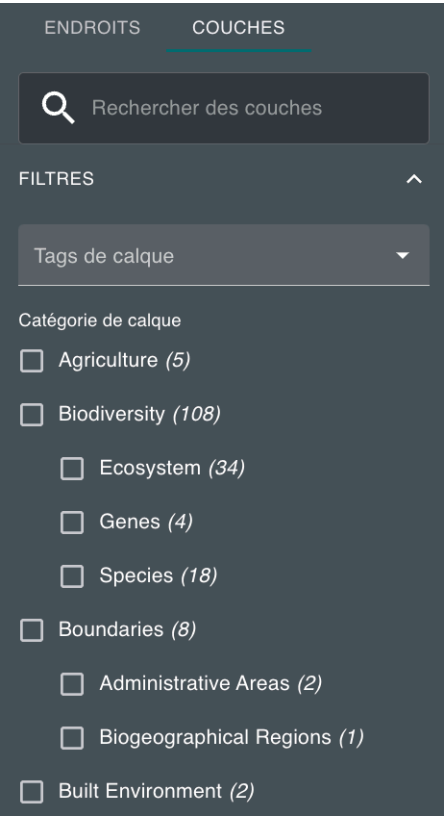 ENDROITS COUCHES
Rechercher des couches
FILTRES
Tags de calque
Catégorie de calque
Agriculture (5)
Biodiversity (108)
Ecosystem (34)
Genes (4)
Species (18)
Boundaries (8)
Administrative Areas (2)
Biogeographical Regions (1)
Built Environment (2)